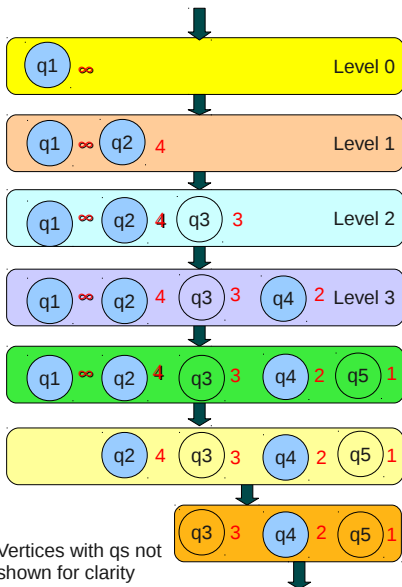 q1 ∞ Level 0
q1 ∞ q2 4 Level 1
q1 ∞ q2 4 q3 3 Level 2
q1 ∞ q2 4 q3 3 q4 2 Level 3
q1 ∞ q2 4 q3 3 q4 2 q5 1
q2 4 q3 3 q4 2 q5 1
q3 3 q4 2 q5 1
Vertices with qs not
shown for clarity